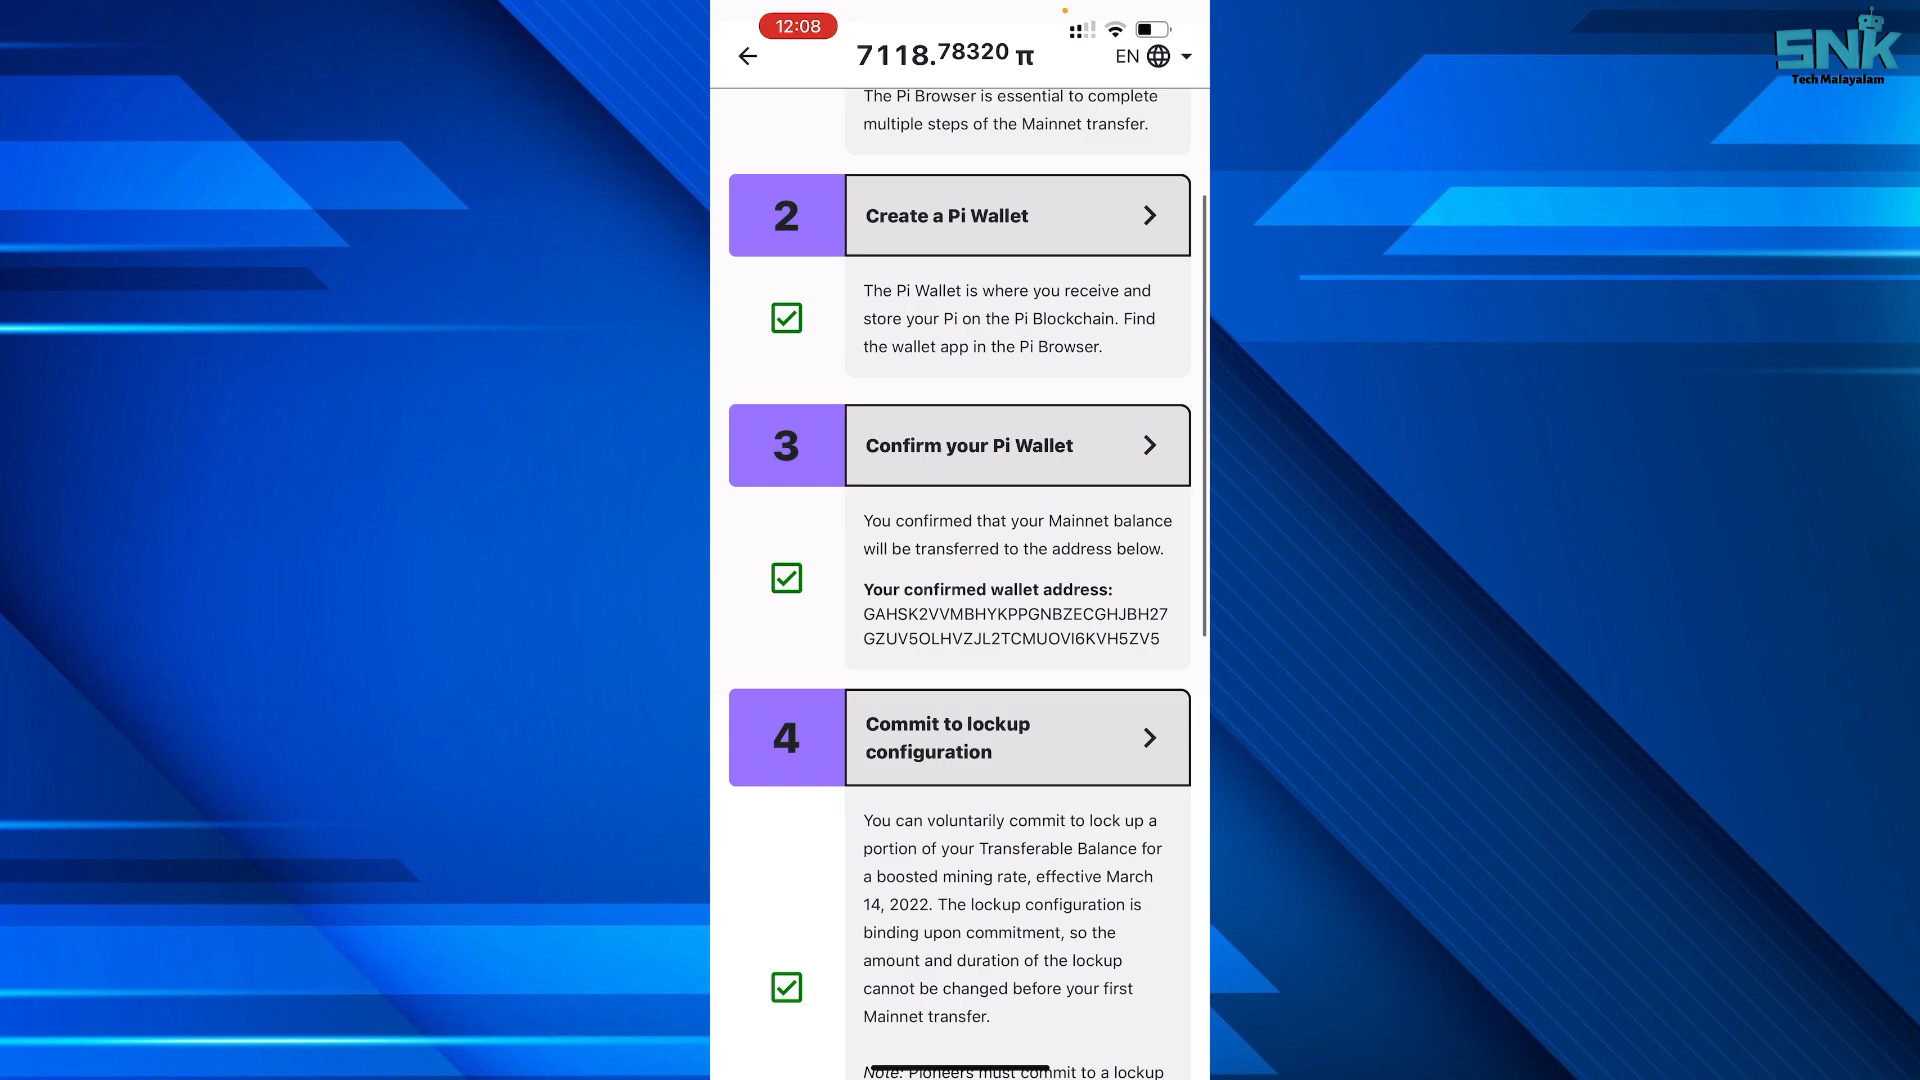 12:08
7118.78320 π
EN
SNK
Tech Malayalam
The Pi Browser is essential to complete
multiple steps of the Mainnet transfer.
2
Create a Pi Wallet
The Pi Wallet is where you receive and
store your Pi on the Pi Blockchain. Find
the wallet app in the Pi Browser.
3
Confirm your Pi Wallet
You confirmed that your Mainnet balance
will be transferred to the address below.
Your confirmed wallet address:
GAHSK2VVMBHYKPPGNBZECGHJBH27
GZUV5OLHVZJL2TCMUOVI6KVH5ZV5
4
Commit to lockup
configuration
You can voluntarily commit to lock up a
portion of your Transferable Balance for
a boosted mining rate, effective March
14, 2022. The lockup configuration is
binding upon commitment, so the
amount and duration of the lockup
cannot be changed before your first
Mainnet transfer.
Note: Pioneers must commit to a lockup